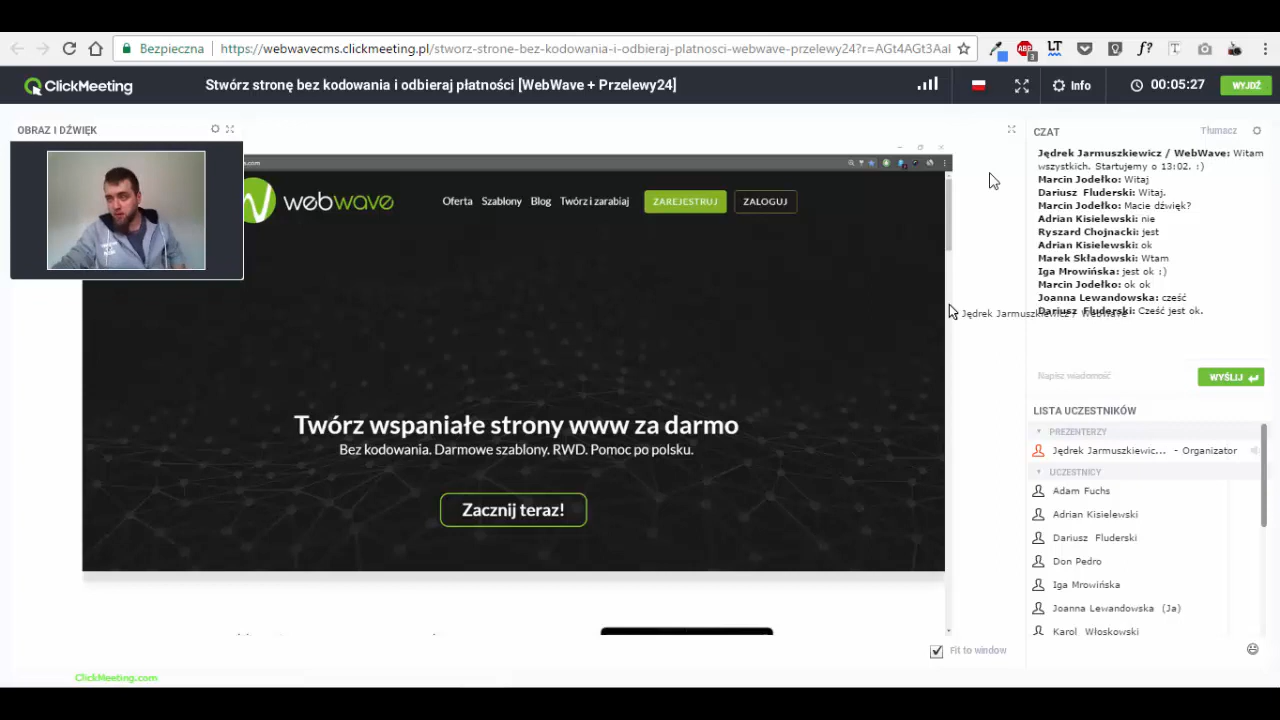 Bezpieczna
https://webwavecms.clickmeeting.pl/stworz-strone-bez-kodowania-i-odbieraj-platnosci-webwave-przelewy24?r=AGt4AGt3Aal
ClickMeeting
Stwórz stronę bez kodowania i odbieraj płatności [WebWave + Przelewy24]
Info
00:05:27
WYJDŹ
OBRAZ I DŹWIĘK
webwave
Oferta
Szablony
Blog
Twórz i zarabiaj
ZAREJESTRUJ
ZALOGUJ
Twórz wspaniałe strony www za darmo
Bez kodowania. Darmowe szablony. RWD. Pomoc po polsku.
Zacznij teraz!
Jędrek Jarmuszkiewicz / WebWave
Fit to window
ClickMeeting.com
CZAT
Tłumacz
Jędrek Jarmuszkiewicz / WebWave: Witam
wszystkich. Startujemy o 13:02. :)
Marcin Jodełko: Witaj
Dariusz Fluderski: Witaj.
Marcin Jodełko: Macie dźwięk?
Adrian Kisielewski: nie
Ryszard Chojnacki: jest
Adrian Kisielewski: ok
Marek Składowski: Wtam
Iga Mrowińska: jest ok :)
Marcin Jodełko: ok ok
Joanna Lewandowska: cześć
Dariusz Fluderski: Cześć jest ok.
Napisz wiadomość
WYŚLIJ
LISTA UCZESTNIKÓW
PREZENTERZY
Jędrek Jarmuszkiewic... - Organizator
UCZESTNICY
Adam Fuchs
Adrian Kisielewski
Dariusz Fluderski
Don Pedro
Iga Mrowińska
Joanna Lewandowska (Ja)
Karol Włoskowski